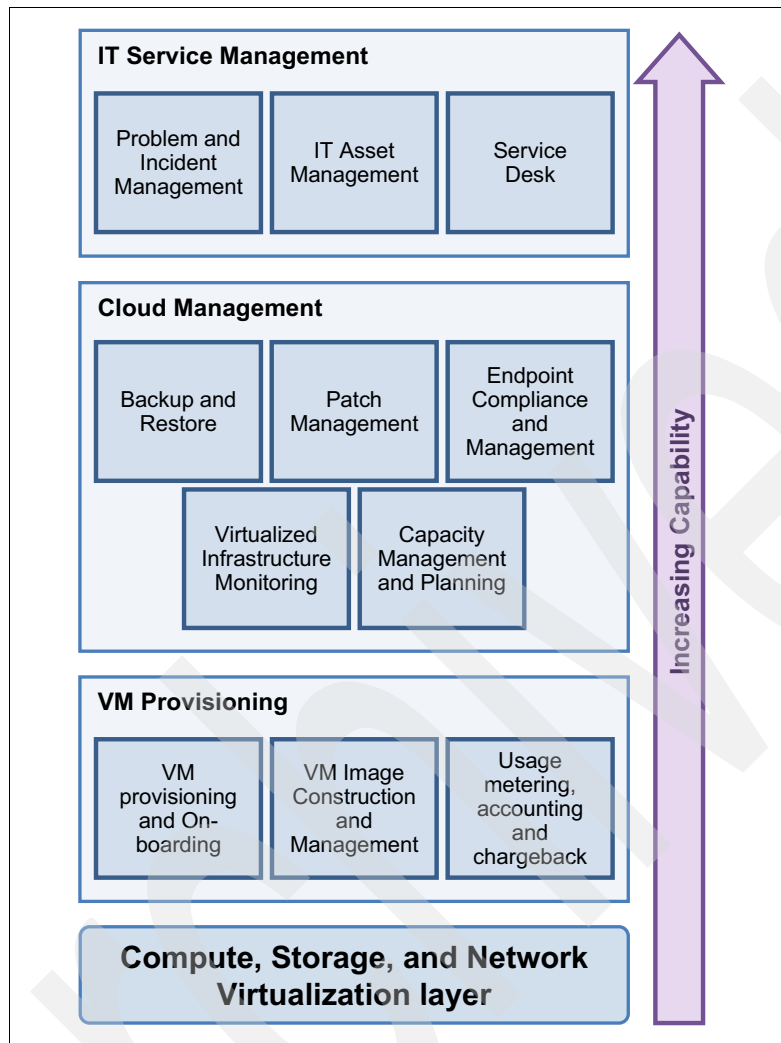 IT Service Management
Problem and
Incident
Management
IT Asset
Management
Service
Desk
Cloud Management
Backup and
Restore
Patch
Management
Endpoint
Compliance
and
Management
Virtualized
Infrastructure
Monitoring
Capacity
Management
and Planning
VM Provisioning
VM
provisioning
and On-
boarding
VM Image
Construction
and
Management
Usage
metering,
accounting
and
chargeback
Compute, Storage, and Network
Virtualization layer
Increasing Capability